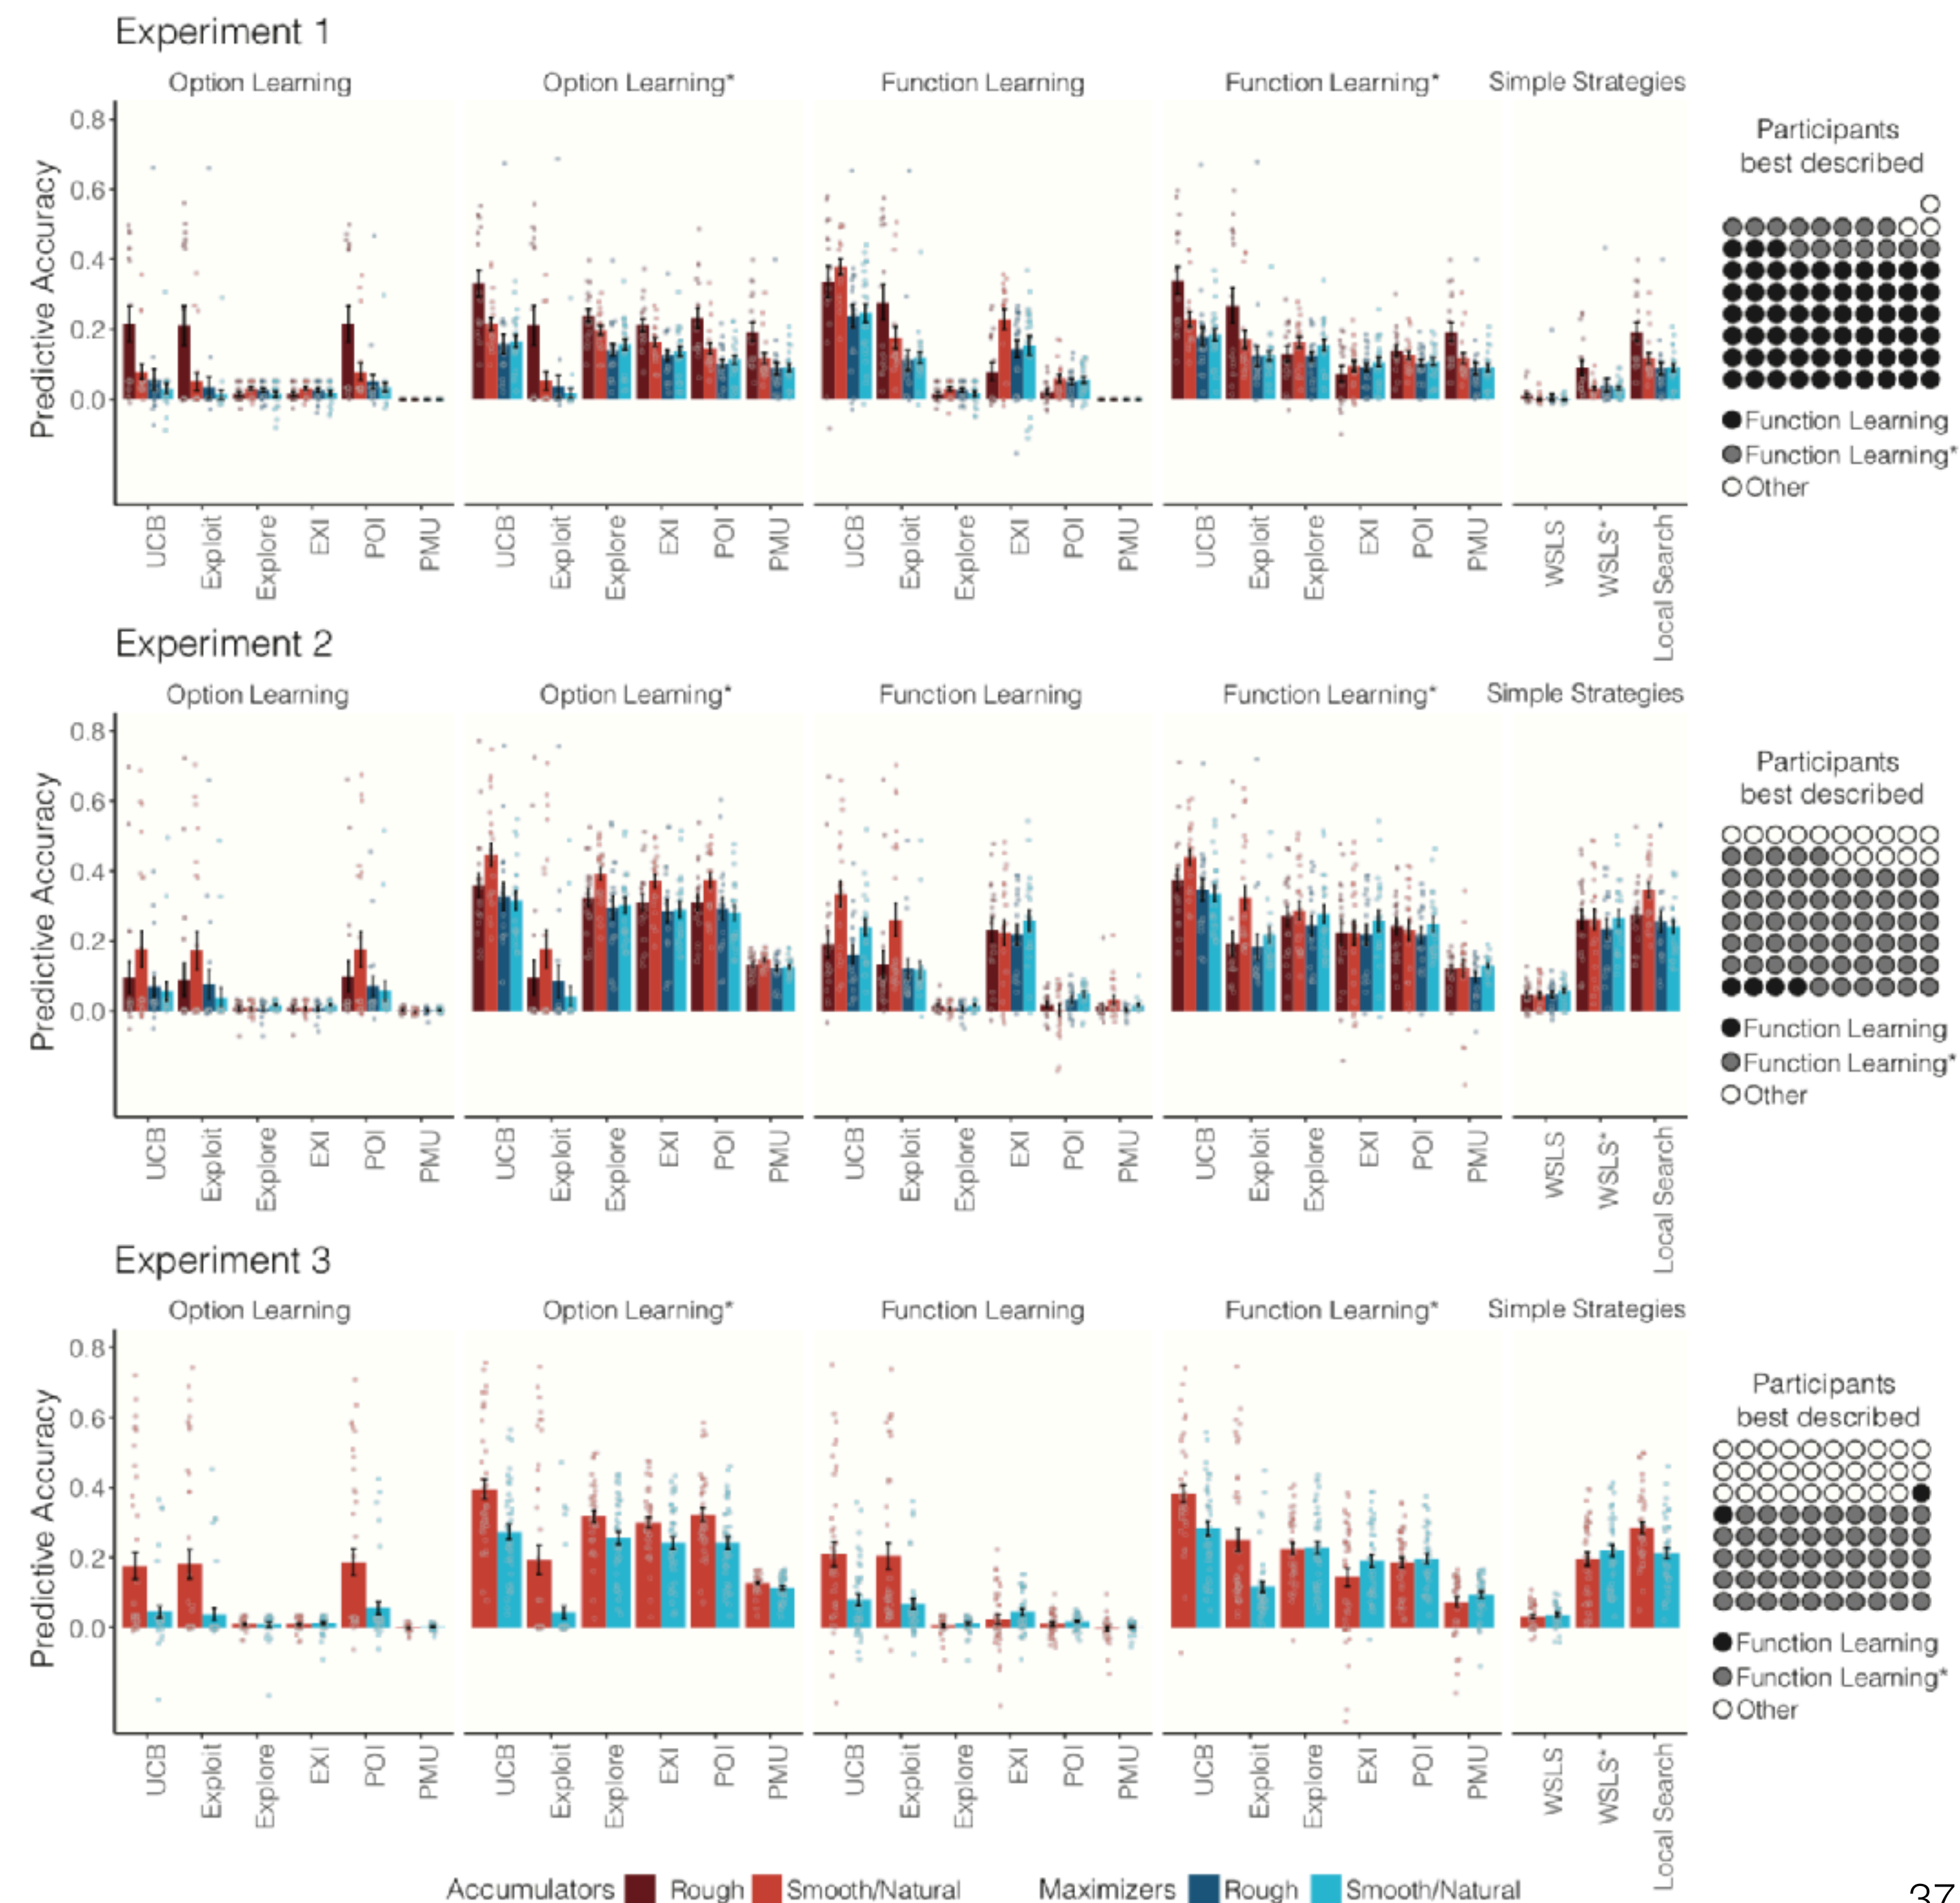 Experiment 1
Option Learning Option Learning* Function Learning Function Learning* Simple Strategies
Predictive Accuracy
0.8
0.6
0.4
0.2
0.0
UCB Exploit Explore EXI POI PMU UCB Exploit Explore EXI POI PMU UCB Exploit Explore EXI POI PMU UCB Exploit Explore EXI POI PMU WSLS WSLS* Local Search
Participants
best described
Function Learning
Function Learning*
Other
Experiment 2
Option Learning Option Learning* Function Learning Function Learning* Simple Strategies
Predictive Accuracy
0.8
0.6
0.4
0.2
0.0
UCB Exploit Explore EXI POI PMU UCB Exploit Explore EXI POI PMU UCB Exploit Explore EXI POI PMU UCB Exploit Explore EXI POI PMU WSLS WSLS* Local Search
Participants
best described
Function Learning
Function Learning*
Other
Experiment 3
Option Learning Option Learning* Function Learning Function Learning* Simple Strategies
Predictive Accuracy
0.8
0.6
0.4
0.2
0.0
UCB Exploit Explore EXI POI PMU UCB Exploit Explore EXI POI PMU UCB Exploit Explore EXI POI PMU UCB Exploit Explore EXI POI PMU WSLS WSLS* Local Search
Participants
best described
Function Learning
Function Learning*
Other
Accumulators Rough Smooth/Natural Maximizers Rough Smooth/Natural
37